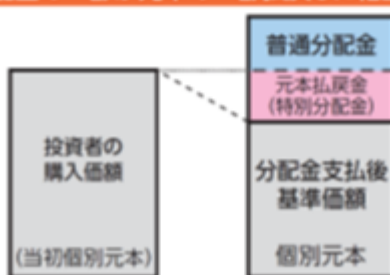 普通分配金
元本払戻金
(特別分配金)
投資者の
購入価額
分配金支払後
基準価額
(当初個別元本)
個別元本